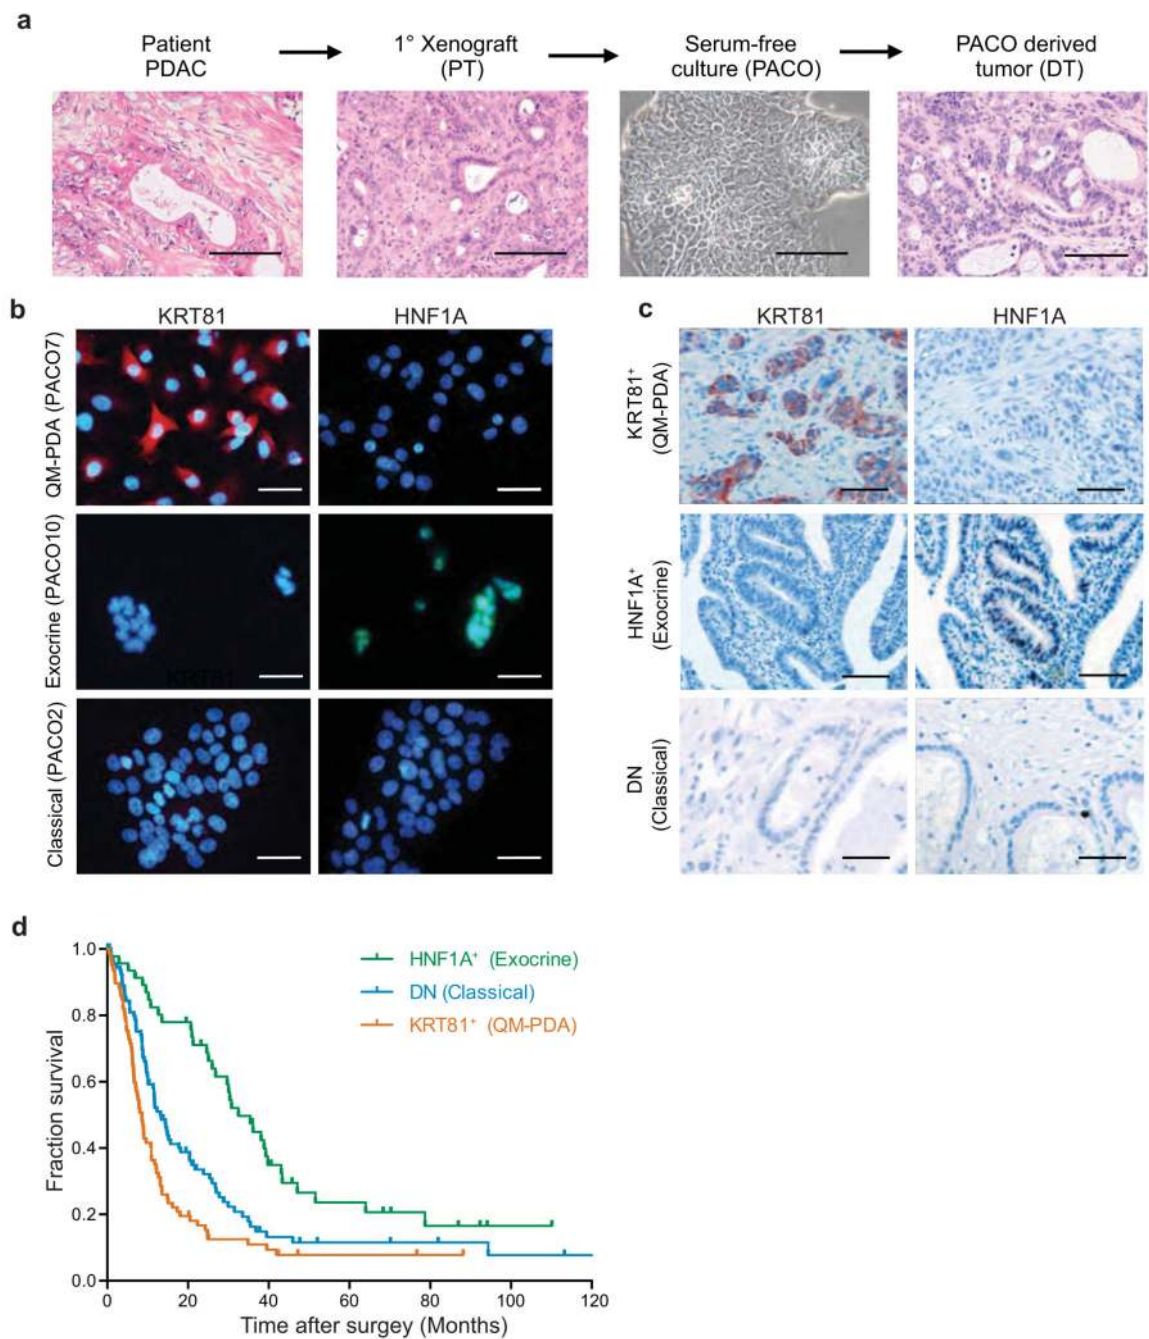 a
Patient
PDAC
1° Xenograft
(PT)
Serum-free
culture (PACO)
PACO derived
tumor (DT)
b
KRT81
HNF1A
QM-PDA (PACO7)
Exocrine (PACO10)
KRT81
Classical (PACO2)
c
KRT81
HNF1A
KRT81⁺
(QM-PDA)
HNF1A⁺
(Exocrine)
DN
(Classical)
d
HNF1A⁺ (Exocrine)
DN (Classical)
KRT81⁺ (QM-PDA)
Fraction survival
1.0
0.8
0.6
0.4
0.2
0.0
0 20 40 60 80 100 120
Time after surgey (Months)